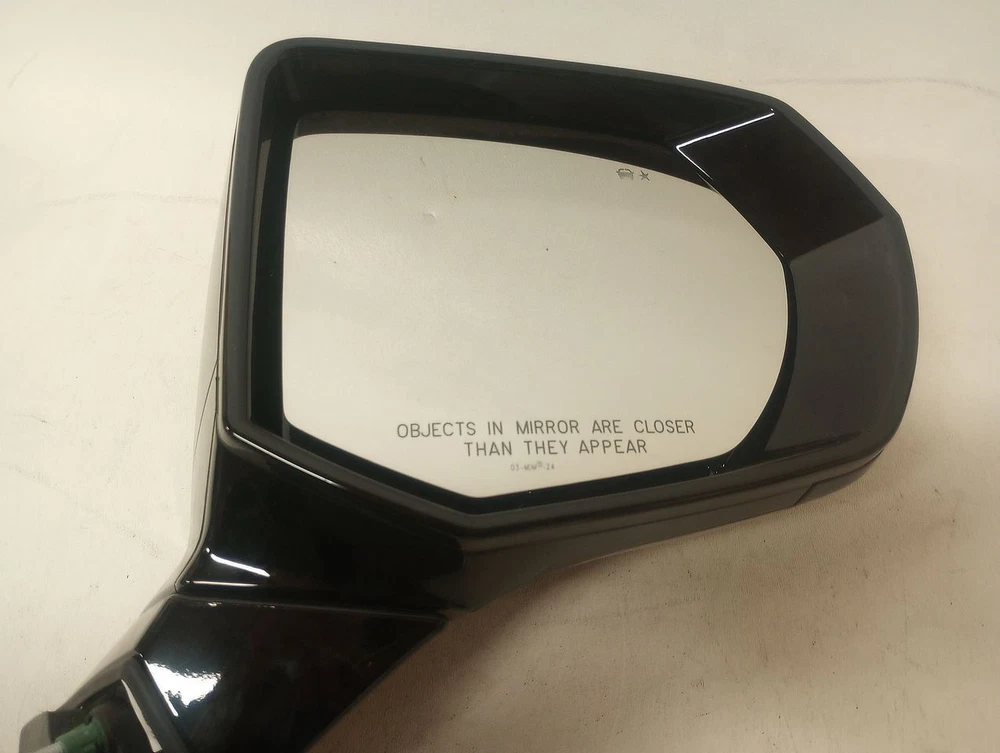 OBJECTS IN MIRROR ARE CLOSER
THAN THEY APPEAR